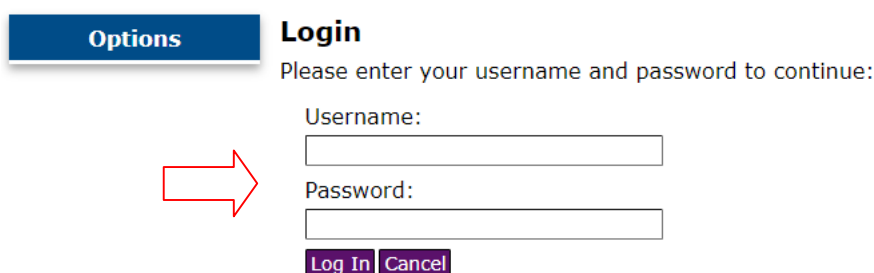 Options
Login
Please enter your username and password to continue:
Username:
Password:
Log In Cancel